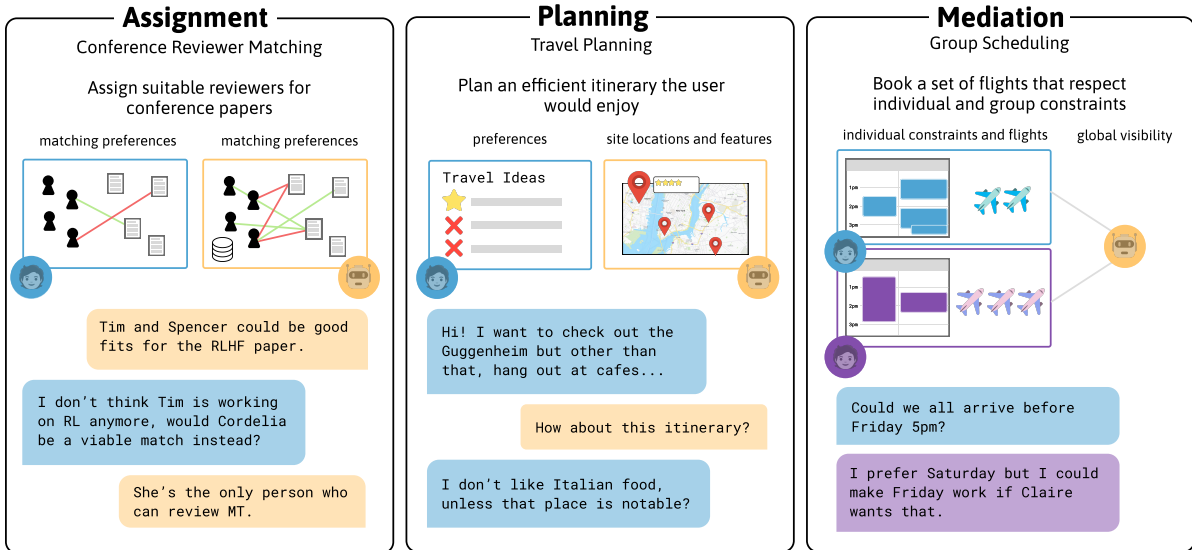 Assignment
Conference Reviewer Matching
Assign suitable reviewers for
conference papers
matching preferences
matching preferences
Tim and Spencer could be good
fits for the RLHF paper.
I don't think Tim is working
on RL anymore, would Cordelia
be a viable match instead?
She's the only person who
can review MT.
Planning
Travel Planning
Plan an efficient itinerary the user
would enjoy
preferences
site locations and features
Travel Ideas
Hi! I want to check out the
Guggenheim but other than
that, hang out at cafes...
How about this itinerary?
I don't like Italian food,
unless that place is notable?
Mediation
Group Scheduling
Book a set of flights that respect
individual and group constraints
individual constraints and flights
global visibility
1pm
2pm
3pm
1pm
2pm
3pm
Could we all arrive before
Friday 5pm?
I prefer Saturday but I could
make Friday work if Claire
wants that.